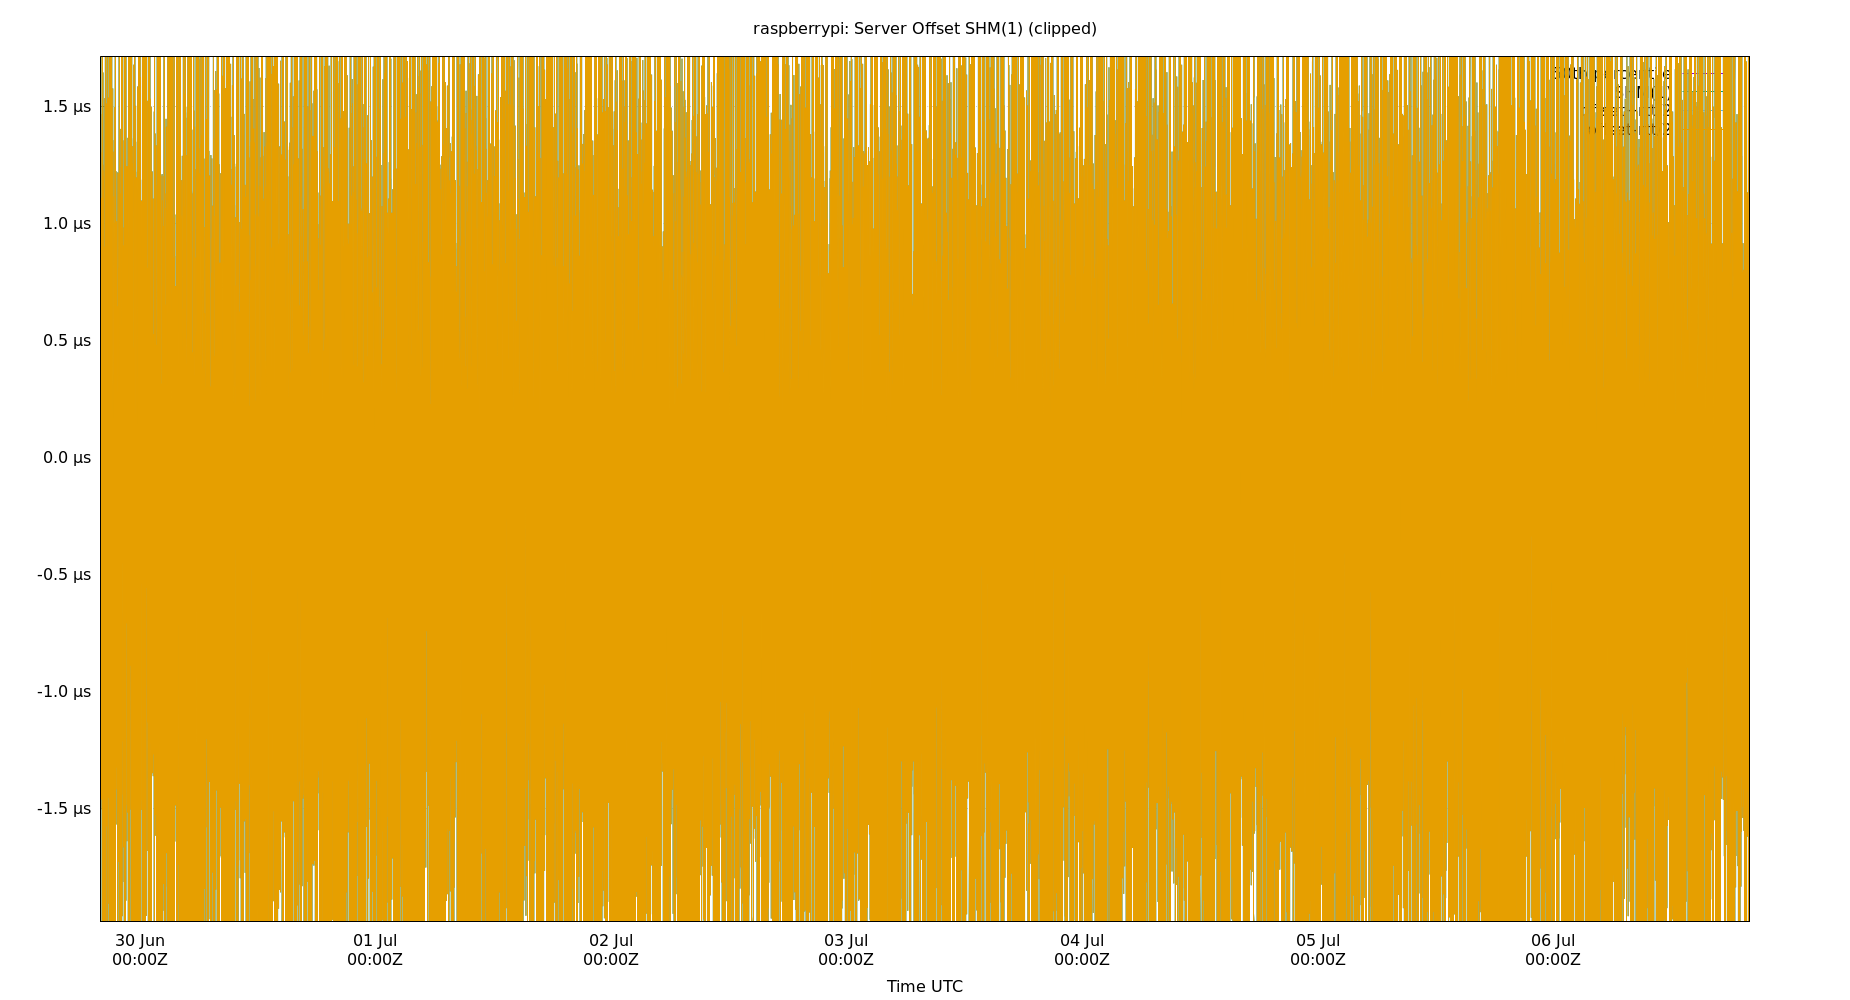 raspberrypi: Server Offset SHM(1) (clipped)
1.5 µs
1.0 µs
0.5 µs
0.0 µs
-0.5 µs
-1.0 µs
-1.5 µs
30 Jun 01 Jul 02 Jul 03 Jul 04 Jul 05 Jul 06 Jul
00:00Z 00:00Z 00:00Z 00:00Z 00:00Z 00:00Z 00:00Z
Time UTC